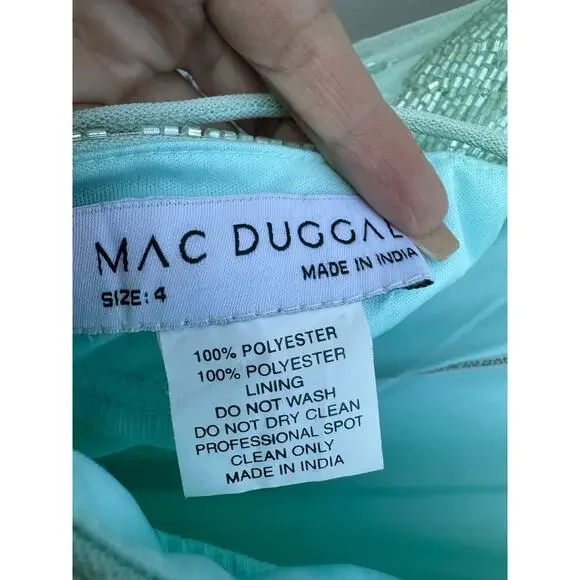 MAC DUGGAL
MADE IN INDIA
SIZE: 4
100% POLYESTER
100% POLYESTER
LINING
DO NOT WASH
DO NOT DRY CLEAN
PROFESSIONAL SPOT
CLEAN ONLY
MADE IN INDIA